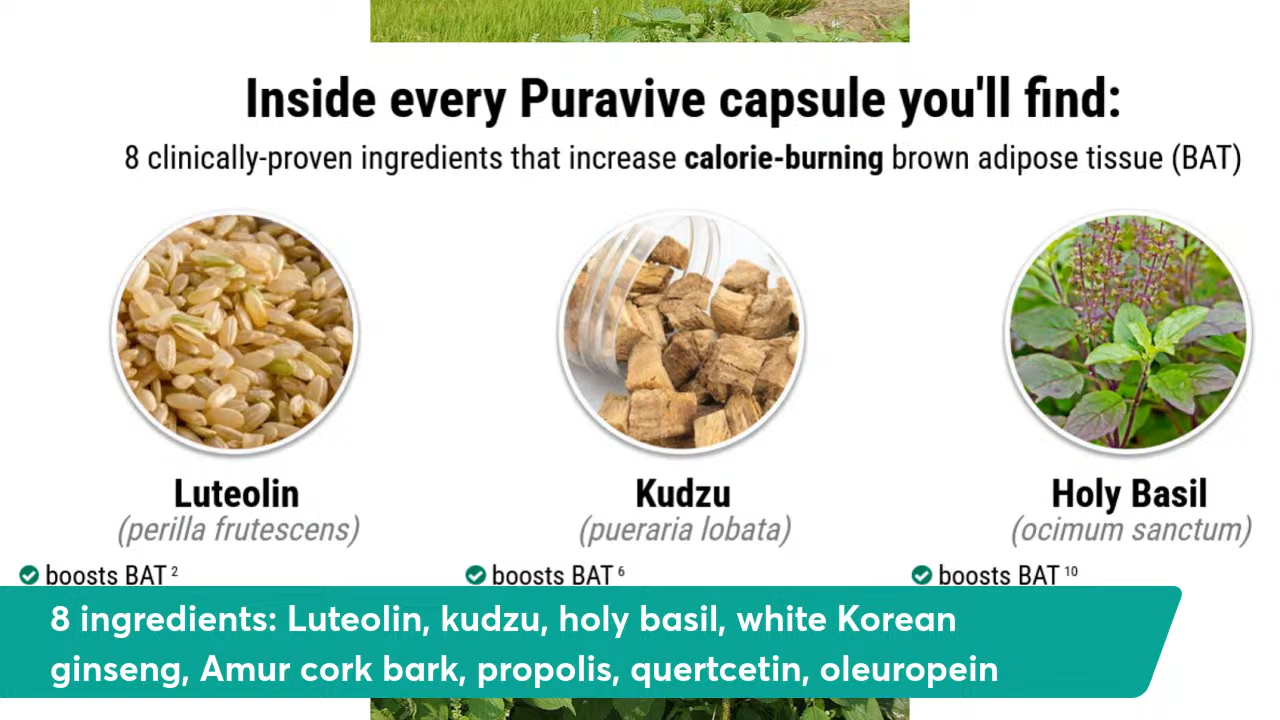 Inside every Puravive capsule you'll find:
8 clinically-proven ingredients that increase calorie-burning brown adipose tissue (BAT)
Luteolin
(perilla frutescens)
boosts BAT 2
Kudzu
(pueraria lobata)
boosts BAT 6
Holy Basil
(ocimum sanctum)
boosts BAT 10
8 ingredients: Luteolin, kudzu, holy basil, white Korean
ginseng, Amur cork bark, propolis, quertcetin, oleuropein